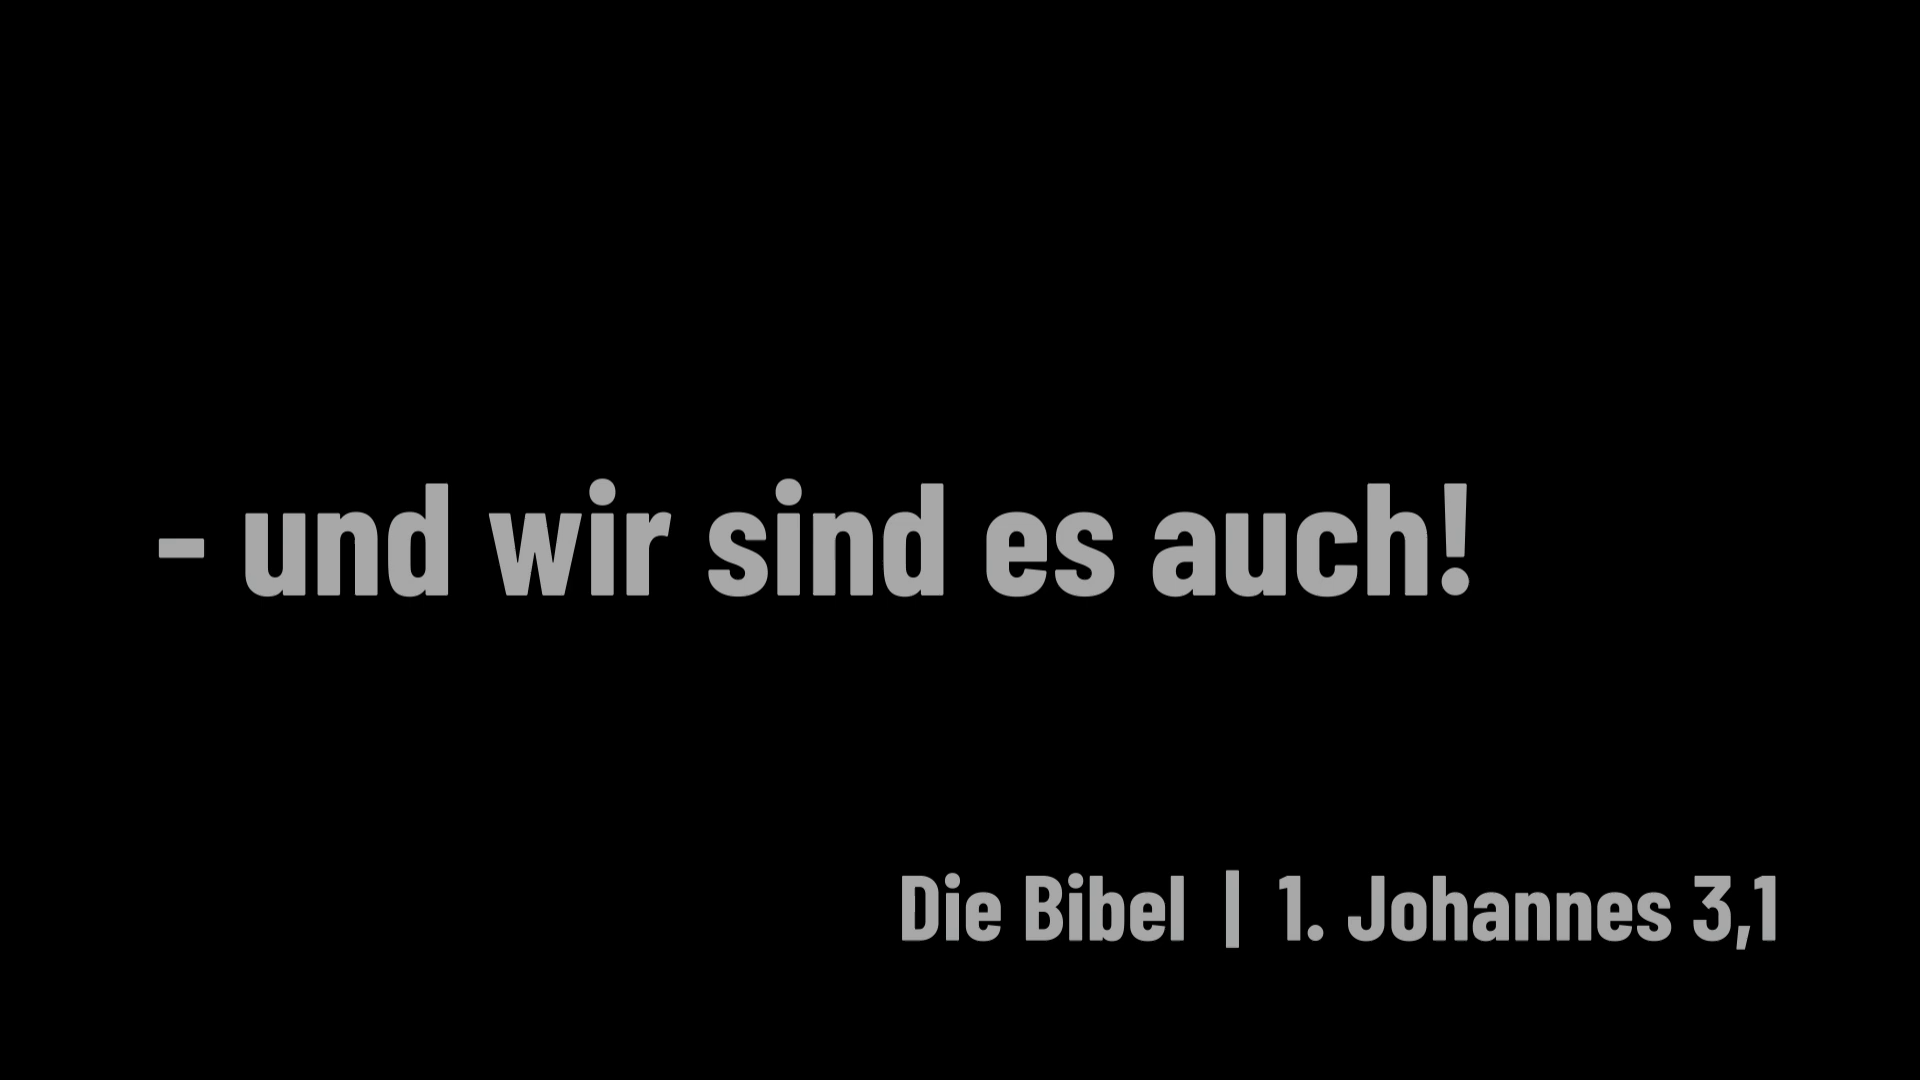 - und wir sind es auch!
Die Bibel | 1. Johannes 3,1